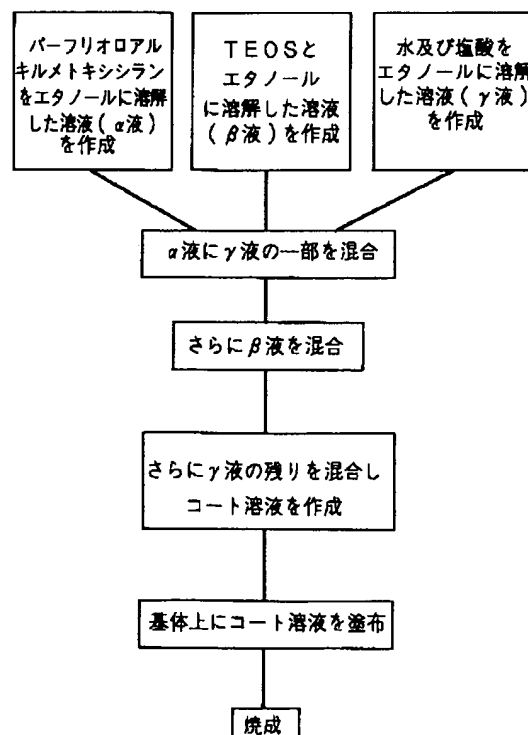 パーフリオロアル
キルメトキシシラン
をエタノールに溶解
した溶液(α液)
を作成
TEOSと
エタノール
に溶解した溶液
(β液)を作成
水及び塩酸を
エタノールに溶解
した溶液(γ液)
を作成
α液にγ液の一部を混合
さらにβ液を混合
さらにγ液の残りを混合し
コート溶液を作成
基体上にコート溶液を塗布
焼成